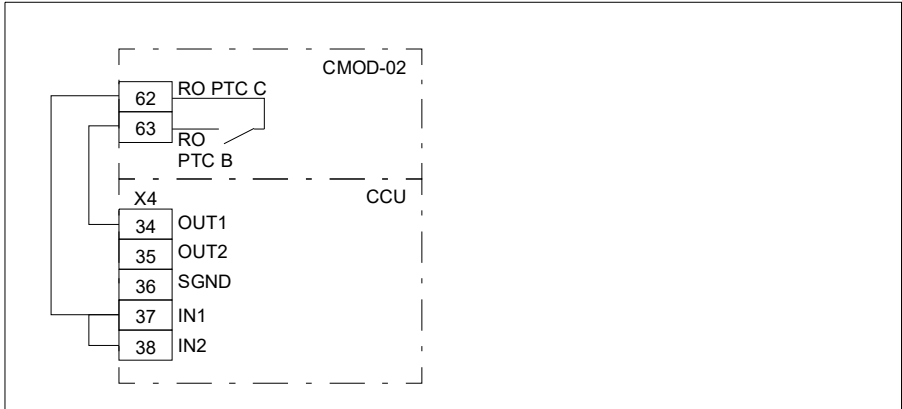 CMOD-02
62 RO PTC C
63 RO
PTC B
X4
CCU
34 OUT1
35 OUT2
36 SGND
37 IN1
38 IN2